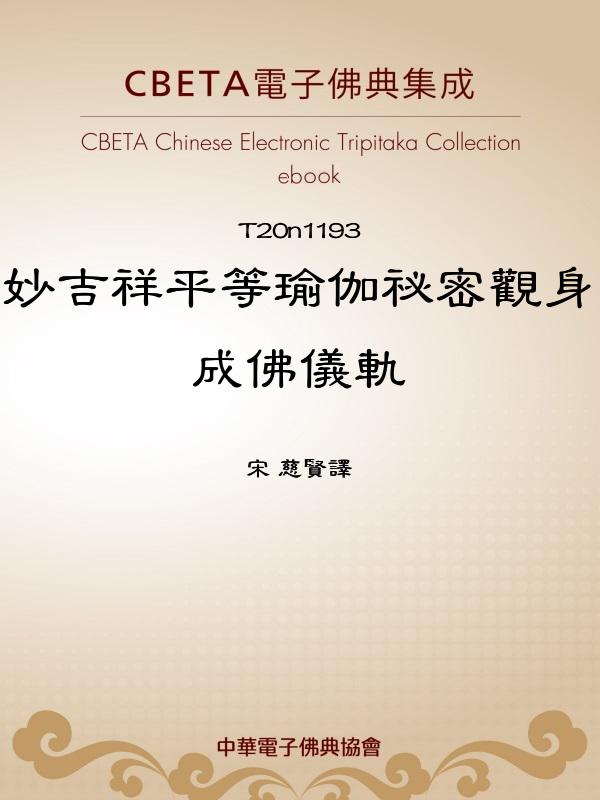 CBETA電子佛典集成
CBETA Chinese Electronic Tripitaka Collection
ebook
T20n1193
妙吉祥平等瑜伽祕密觀身
成佛儀軌
宋 慈賢譯
中華電子佛典協會